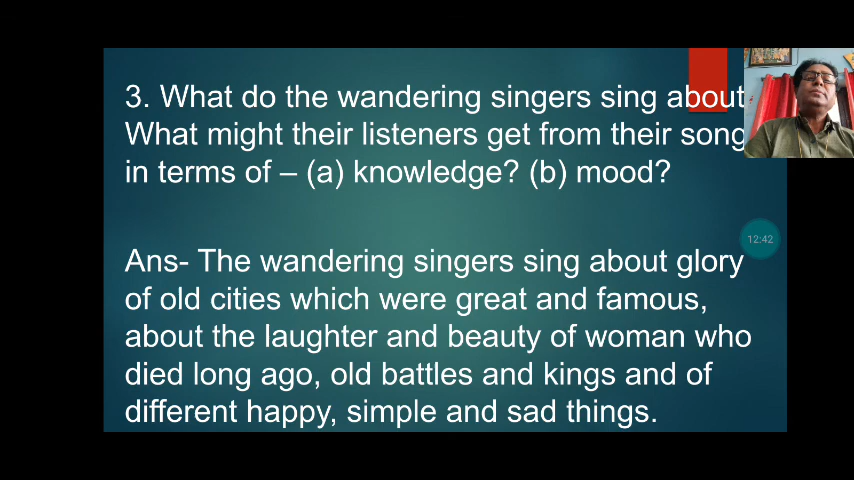 3. What do the wandering singers sing about
What might their listeners get from their song
in terms of – (a) knowledge? (b) mood?
12:42
Ans- The wandering singers sing about glory
of old cities which were great and famous,
about the laughter and beauty of woman who
died long ago, old battles and kings and of
different happy, simple and sad things.